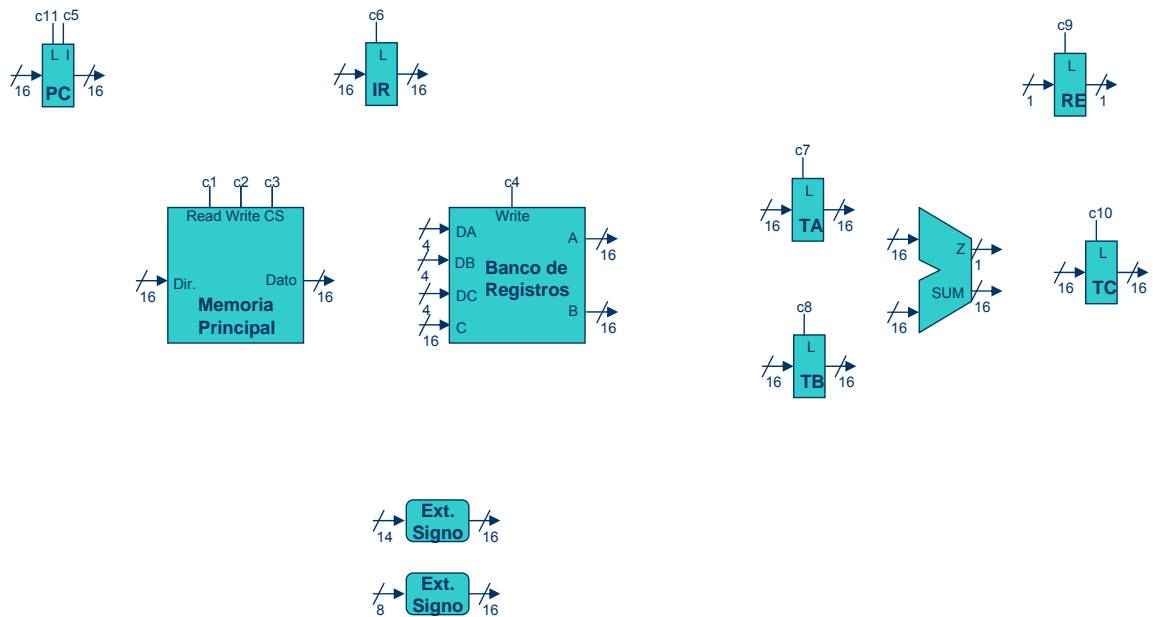 c11 c5
L I
16
PC
16
c6
L
16
IR
16
c9
L
1
RE
1
c1 c2 c3
Read Write CS
16
Dir.
Dato
16
Memoria
Principal
c4
Write
4
DA
4
DB
4
DC
16
C
Banco de
Registros
A
16
B
16
c7
L
16
TA
16
c8
L
16
TB
16
16
16
Z
1
SUM
16
c10
L
16
TC
16
14
Ext.
Signo
16
8
Ext.
Signo
16